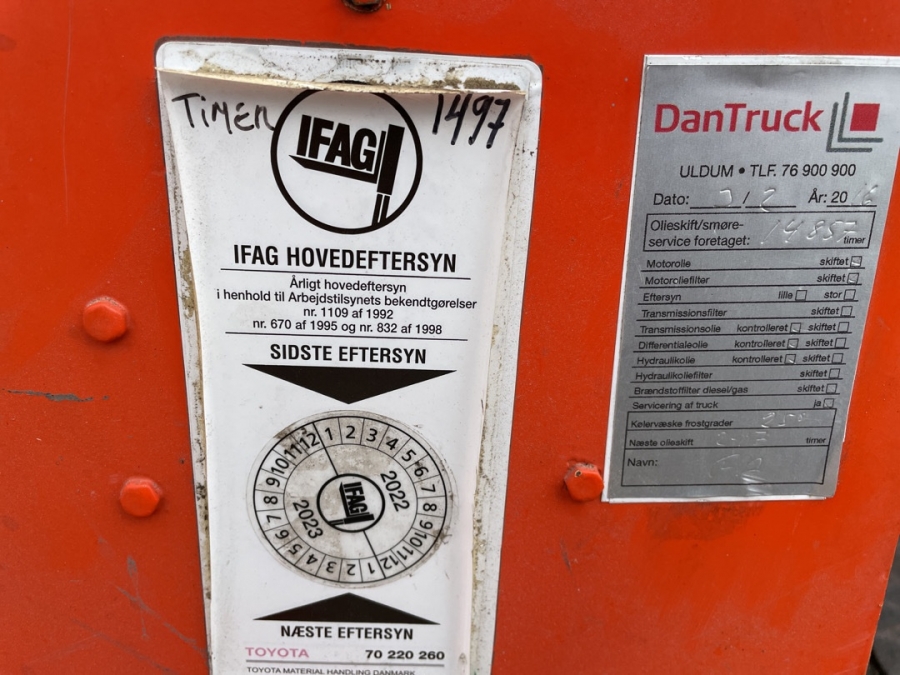 TIMER 1497
IFAG
IFAG HOVEDEFTERSYN
Årligt hovedeftersyn
i henhold til Arbejdstilsynets bekendtgørelser
nr. 1109 af 1992
nr. 670 af 1995 og nr. 832 af 1998
SIDSTE EFTERSYN
1 2 3 4 5 6 7 8 9 10 11 12
2022
IFAG
2023
1 2 3 4 5 6 7 8 9 10 11 12
NÆSTE EFTERSYN
TOYOTA 70 220 260
TOYOTA MATERIAL HANDLING DANMARK
DanTruck
ULDUM • TLF. 76 900 900
Dato: / 2 År: 2016
Olieskift/smøre-
service foretaget: 14857 timer
Motorolie skiftet
Motoroliefilter skiftet
Eftersyn lille stor
Transmissionsfilter skiftet
Transmissionsolie kontrolleret skiftet
Differentialeolie kontrolleret skiftet
Hydraulikolie kontrolleret skiftet
Hydraulikoliefilter skiftet
Brændstoffilter diesel/gas skiftet
Servicering af truck ja
Kølervæske frostgrader
Næste olieskift timer
Navn: